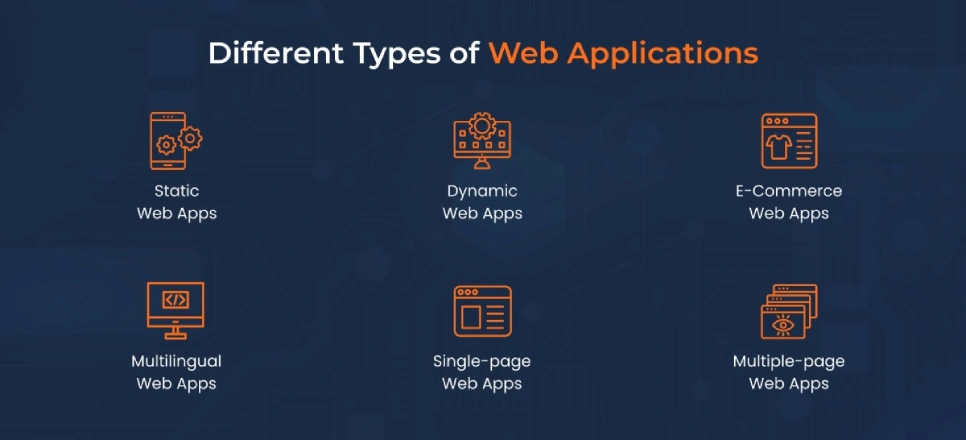 Different Types of Web Applications
Static
Web Apps
Dynamic
Web Apps
E-Commerce
Web Apps
Multilingual
Web Apps
Single-page
Web Apps
Multiple-page
Web Apps